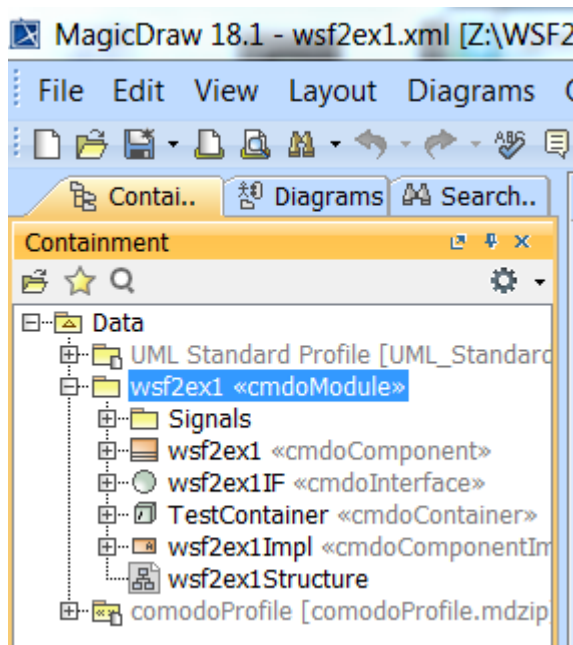 MagicDraw 18.1 - wsf2ex1.xml [Z:\WSF2
File Edit View Layout Diagrams
Contai.. Diagrams Search..
Containment
Data
UML Standard Profile [UML_Standard
wsf2ex1 «cmdoModule»
Signals
wsf2ex1 «cmdoComponent»
wsf2ex1IF «cmdoInterface»
TestContainer «cmdoContainer»
wsf2ex1Impl «cmdoComponentIm
wsf2ex1Structure
comodoProfile [comodoProfile.mdzip]